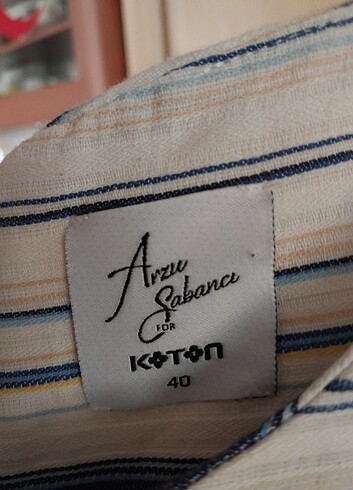 Arzu
Sabancı
FOR
KOTON
40